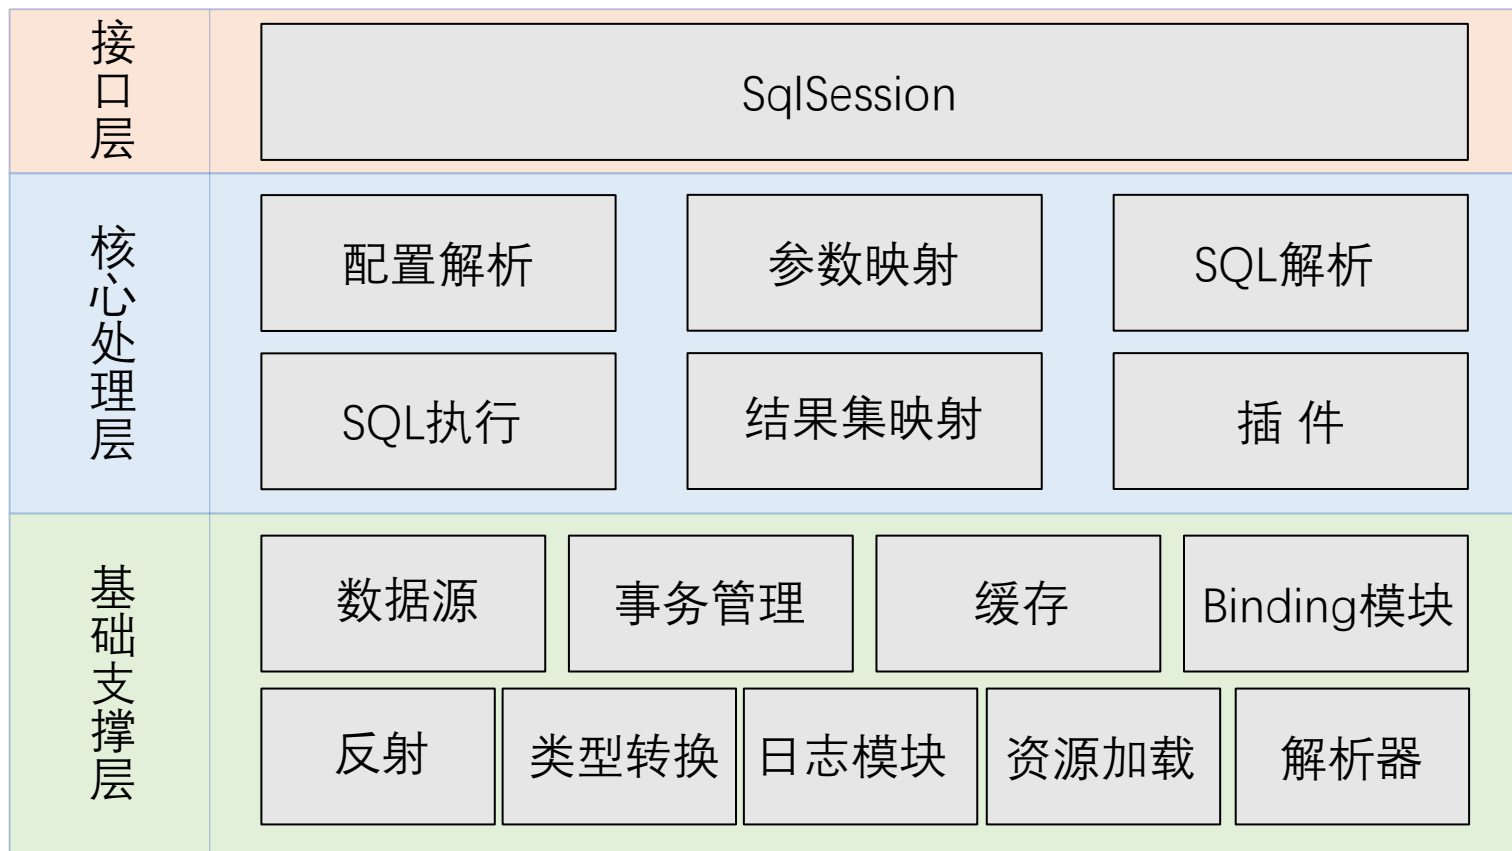 接口层
SqlSession
核心处理层
配置解析
参数映射
SQL解析
SQL执行
结果集映射
插 件
基础支撑层
数据源
事务管理
缓存
Binding模块
反射
类型转换
日志模块
资源加载
解析器